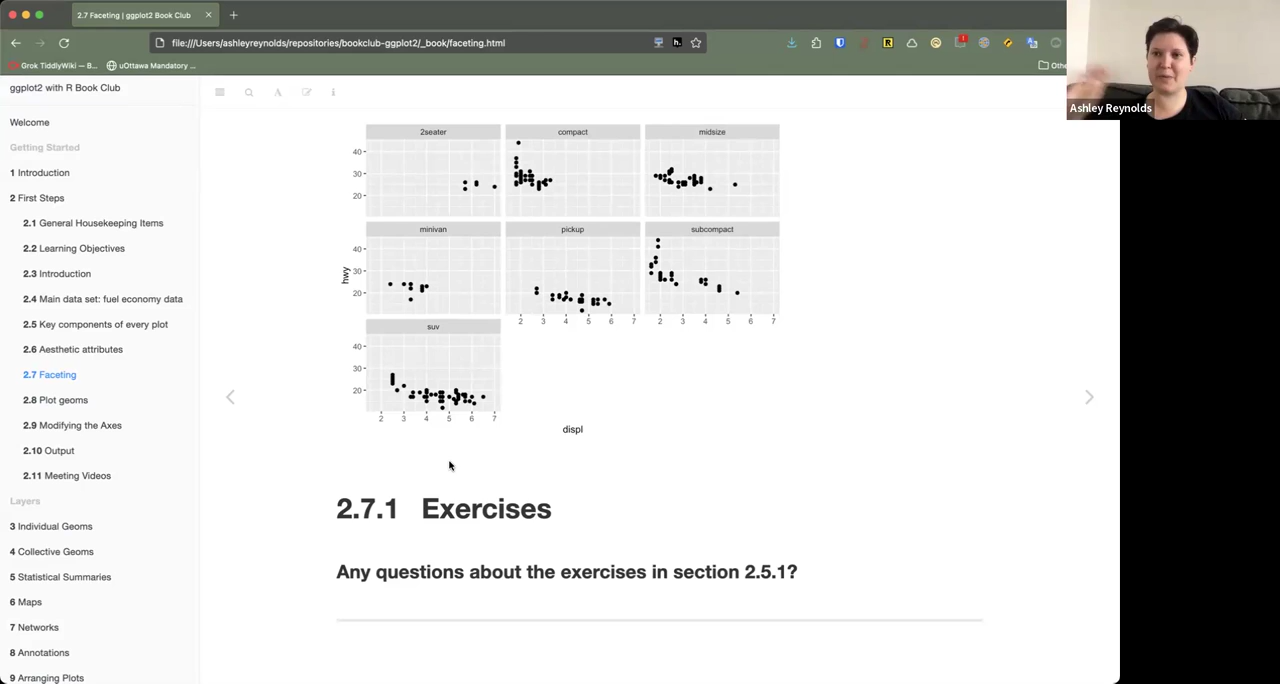 2.7 Faceting | ggplot2 Book Club
file:///Users/ashleyreynolds/repositories/bookclub-ggplot2/_book/faceting.html
Grok TiddlyWiki — B...
uOttawa Mandatory ...
Othe
Ashley Reynolds
ggplot2 with R Book Club
Welcome
Getting Started
1 Introduction
2 First Steps
2.1 General Housekeeping Items
2.2 Learning Objectives
2.3 Introduction
2.4 Main data set: fuel economy data
2.5 Key components of every plot
2.6 Aesthetic attributes
2.7 Faceting
2.8 Plot geoms
2.9 Modifying the Axes
2.10 Output
2.11 Meeting Videos
Layers
3 Individual Geoms
4 Collective Geoms
5 Statistical Summaries
6 Maps
7 Networks
8 Annotations
9 Arranging Plots
2seater compact midsize
40
30
20
minivan pickup subcompact
40
30
20
hwy
2 3 4 5 6 7 2 3 4 5 6 7
suv
40
30
20
2 3 4 5 6 7
displ
2.7.1 Exercises
Any questions about the exercises in section 2.5.1?